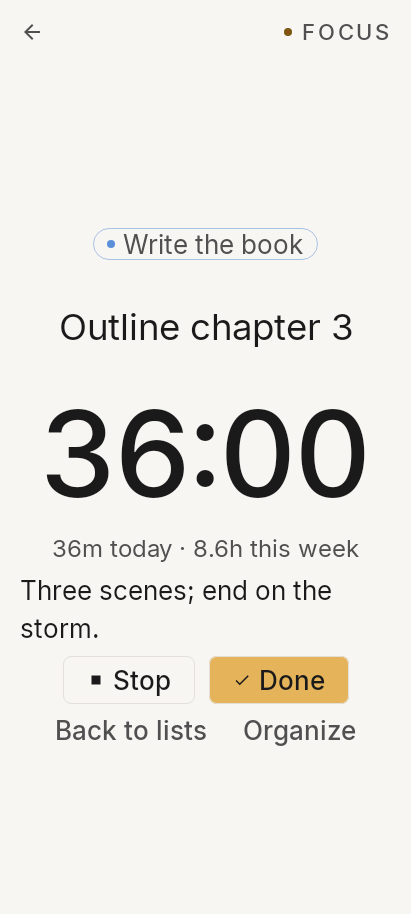 FOCUS
Write the book
Outline chapter 3
36:00
36m today · 8.6h this week
Three scenes; end on the
storm.
Stop Done
Back to lists Organize